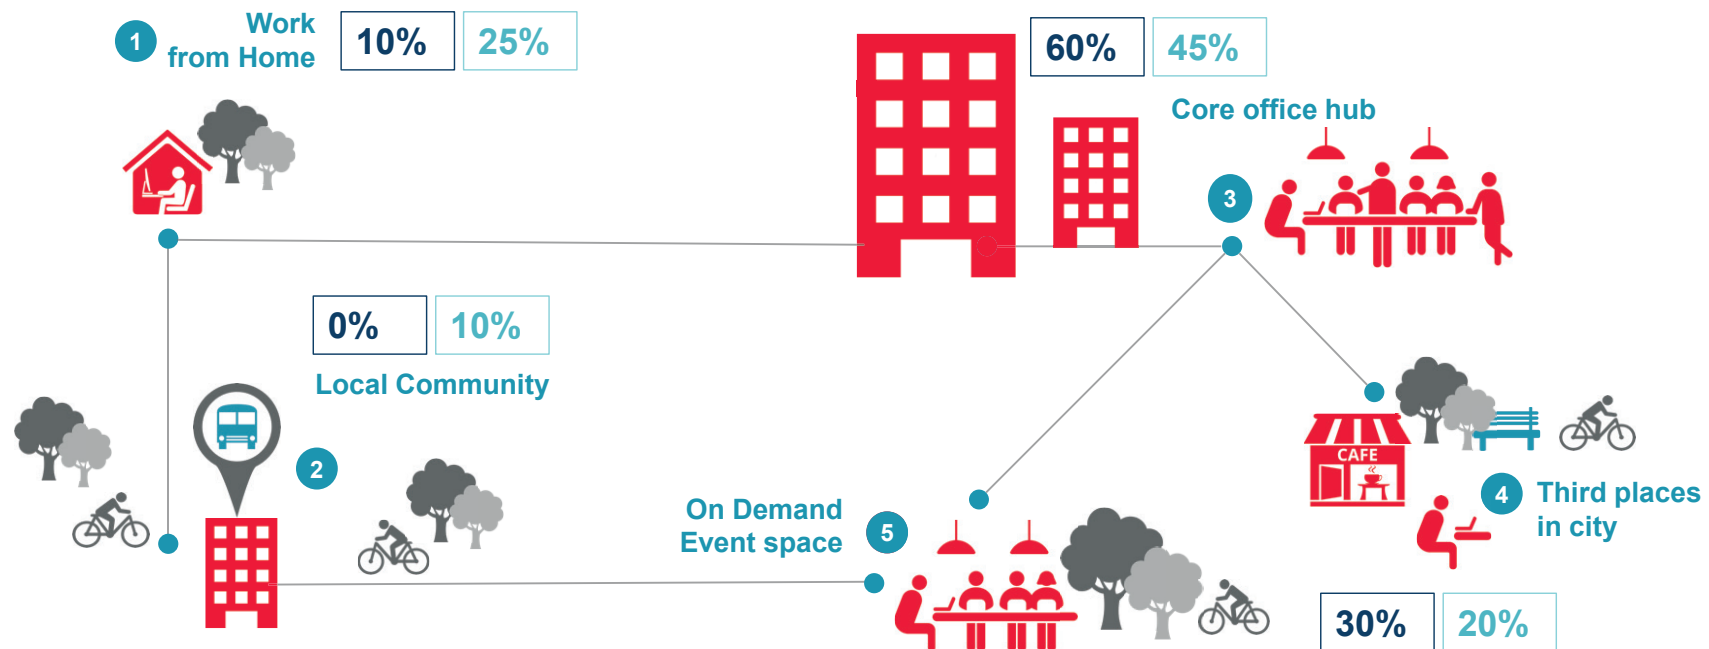 1
Work
from Home
10%
25%
60%
45%
Core office hub
3
0%
10%
Local Community
2
CAFE
4
Third places
in city
On Demand
Event space
5
30%
20%